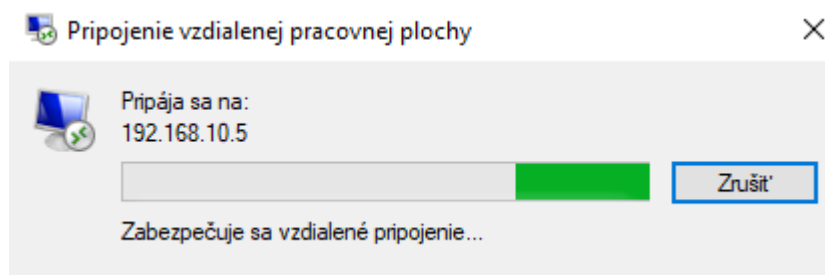 Pripojenie vzdialenej pracovnej plochy
Pripája sa na:
192.168.10.5
Zrušiť
Zabezpečuje sa vzdialené pripojenie...